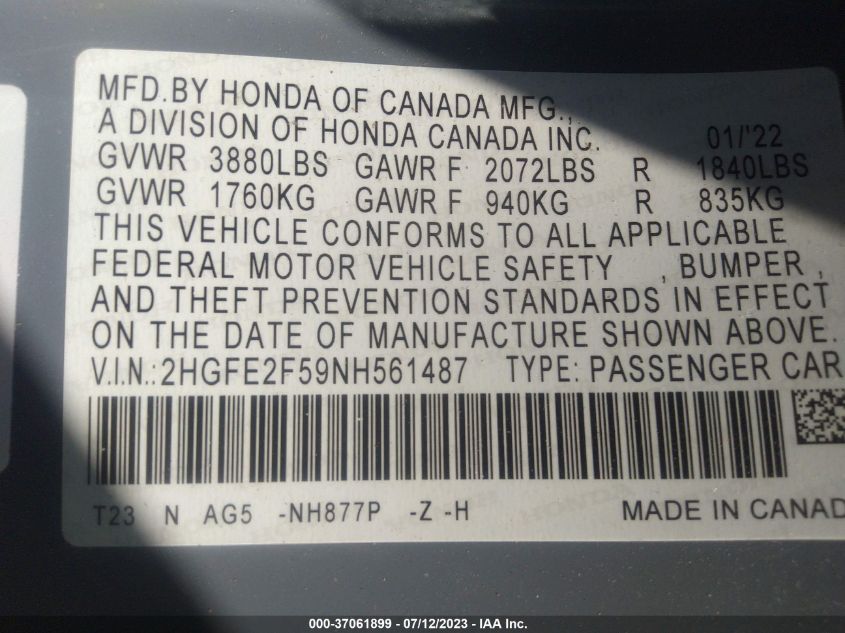 MFD.BY HONDA OF CANADA MFG.,
A DIVISION OF HONDA CANADA INC. 01/'22
GVWR 3880LBS GAWR F 2072LBS R 1840LBS
GVWR 1760KG GAWR F 940KG R 835KG
THIS VEHICLE CONFORMS TO ALL APPLICABLE
FEDERAL MOTOR VEHICLE SAFETY , BUMPER ,
AND THEFT PREVENTION STANDARDS IN EFFECT
ON THE DATE OF MANUFACTURE SHOWN ABOVE.
V.I.N.:2HGFE2F59NH561487 TYPE: PASSENGER CAR
T23 N AG5 -NH877P -Z -H MADE IN CANAD
000-37061899 - 07/12/2023 - IAA Inc.